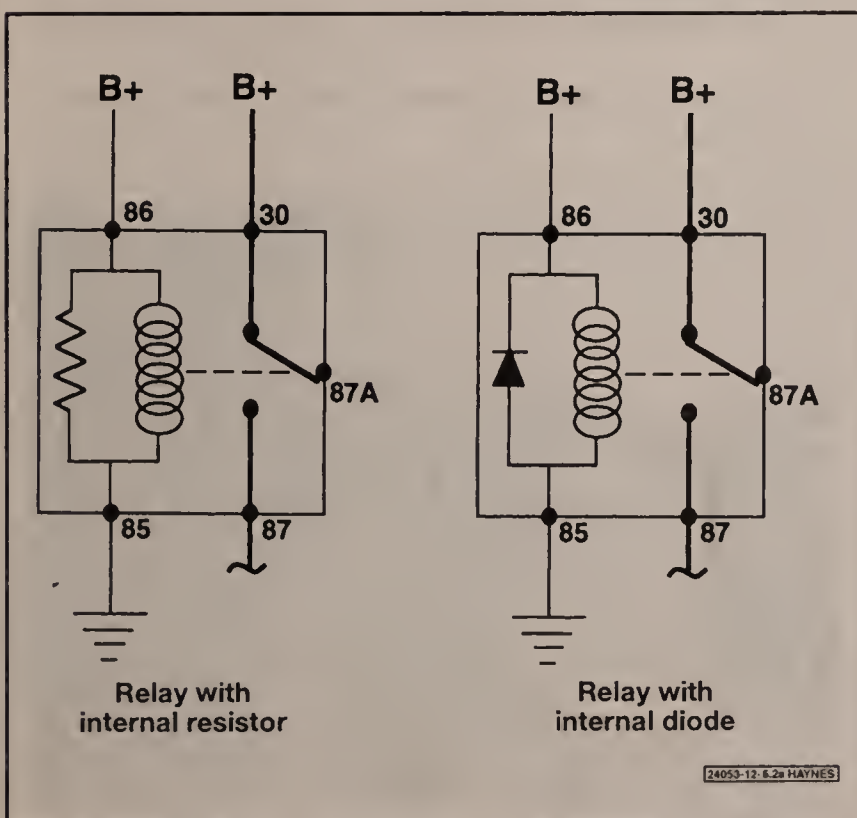 B+ B+
86 30
87A
85 87
Relay with
internal resistor
B+ B+
86 30
87A
85 87
Relay with
internal diode
24053-12-6.2a HAYNES